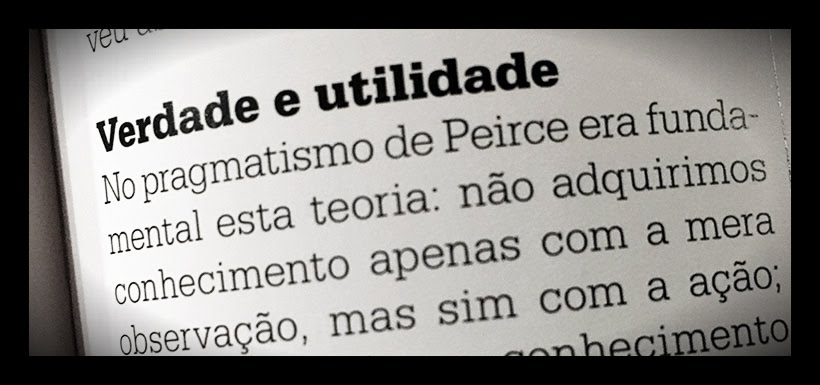 Verdade e utilidade
No pragmatismo de Peirce era funda-
mental esta teoria: não adquirimos
conhecimento apenas com a mera
observação, mas sim com a ação;
conhecimento